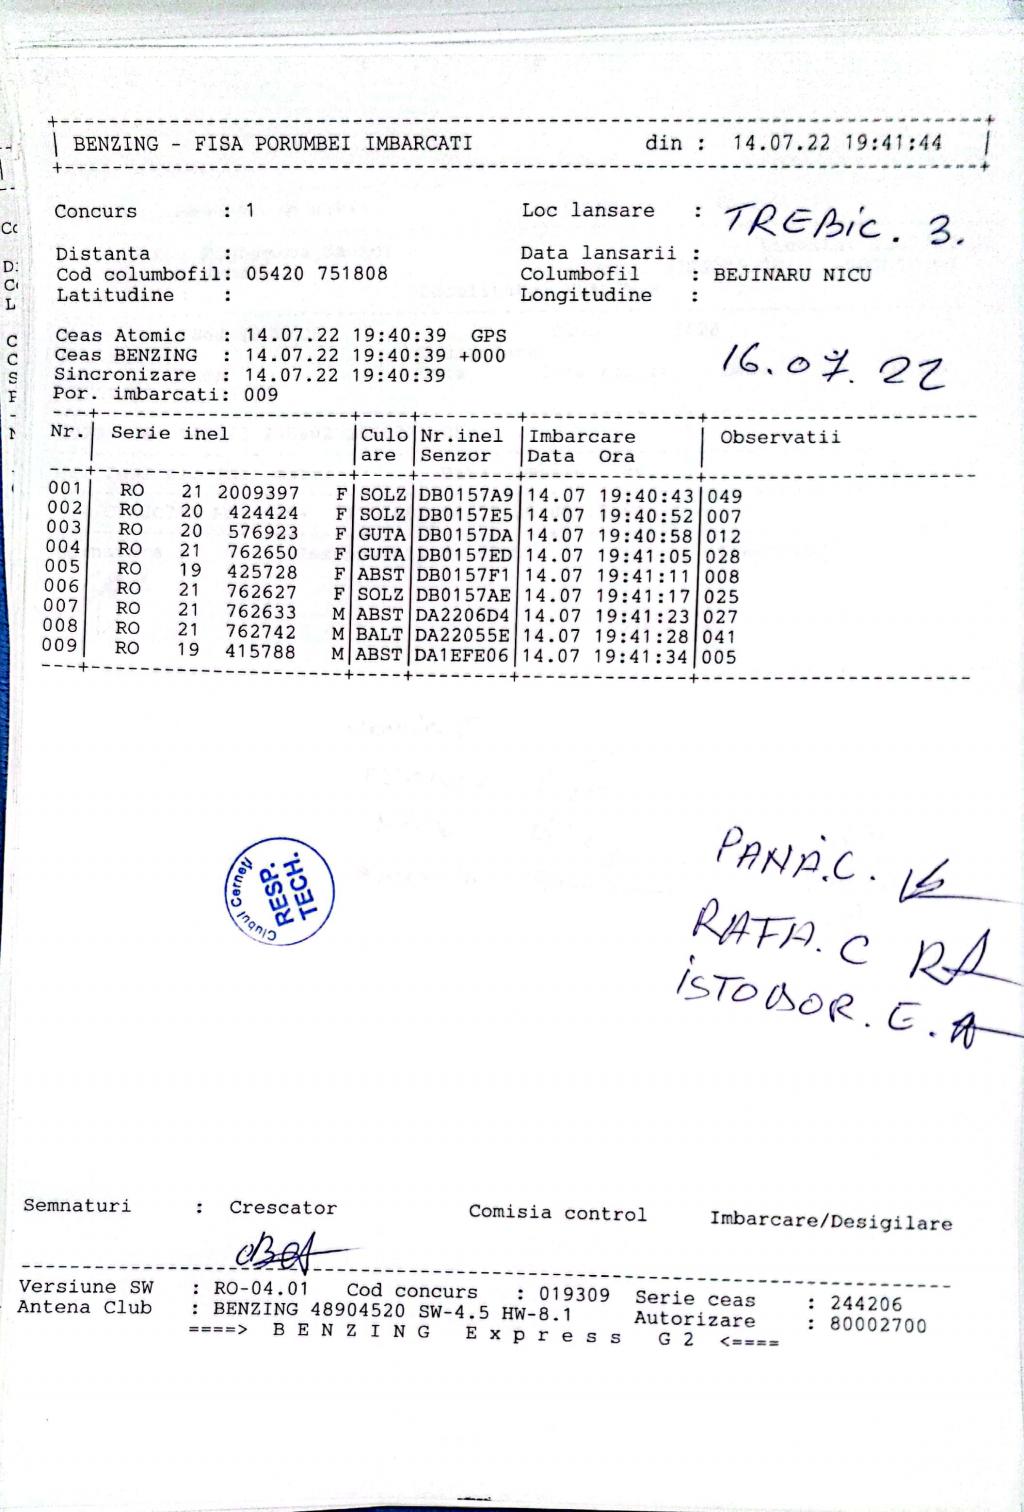 BENZING - FISA PORUMBEI IMBARCATI din : 14.07.22 19:41:44
Concurs : 1 Loc lansare : TREBIC. 3.
Distanta : Data lansarii :
Cod columbofil: 05420 751808 Columbofil : BEJINARU NICU
Latitudine : Longitudine :
Ceas Atomic : 14.07.22 19:40:39 GPS
Ceas BENZING : 14.07.22 19:40:39 +000
16.07.22
Sincronizare : 14.07.22 19:40:39
Por. imbarcati: 009
Nr. Serie inel Culo Nr.inel Imbarcare Observatii
are Senzor Data Ora
001 RO 21 2009397 F SOLZ DB0157A9 14.07 19:40:43 049
002 RO 20 424424 F SOLZ DB0157E5 14.07 19:40:52 007
003 RO 20 576923 F GUTA DB0157DA 14.07 19:40:58 012
004 RO 21 762650 F GUTA DB0157ED 14.07 19:41:05 028
005 RO 19 425728 F ABST DB0157F1 14.07 19:41:11 008
006 RO 21 762627 F SOLZ DB0157AE 14.07 19:41:17 025
007 RO 21 762633 M ABST DA2206D4 14.07 19:41:23 027
008 RO 21 762742 M BALT DA22055E 14.07 19:41:28 041
009 RO 19 415788 M ABST DA1EFE06 14.07 19:41:34 005
PANA.C.
RAFA.C
ISTODOR.E.
Clubul Cerneți
RESP.
TECH.
Semnaturi : Crescator Comisia control Imbarcare/Desigilare
Versiune SW : RO-04.01 Cod concurs : 019309 Serie ceas : 244206
Antena Club : BENZING 48904520 SW-4.5 HW-8.1 Autorizare : 80002700
====> B E N Z I N G E x p r e s s G 2 <====